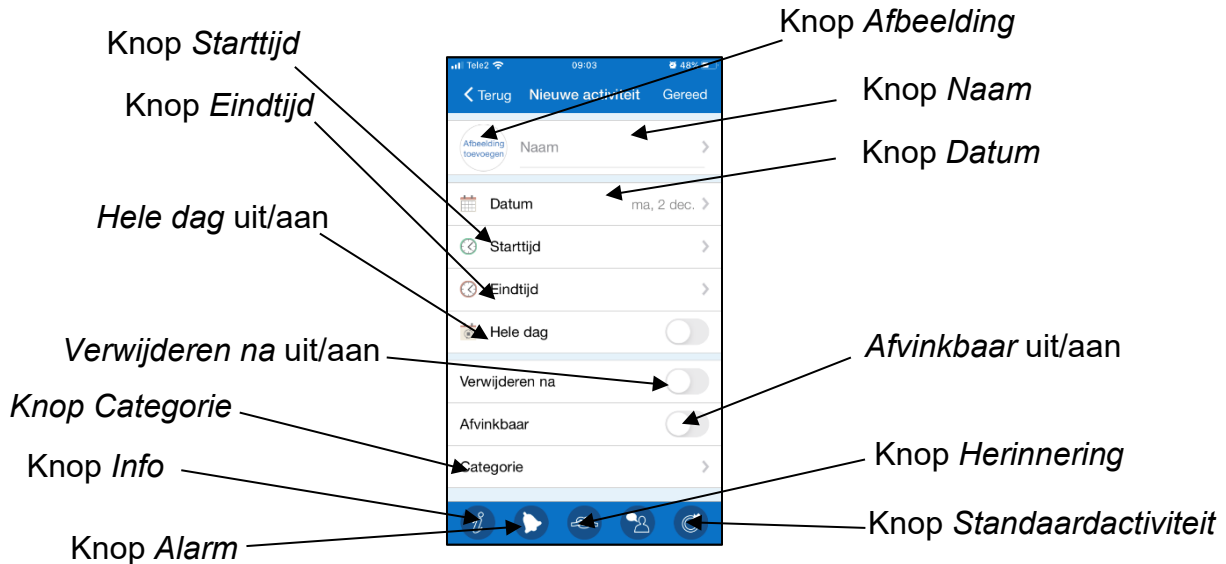 Knop Afbeelding
Knop Starttijd
Knop Eindtijd
Knop Naam
Knop Datum
Hele dag uit/aan
Verwijderen na uit/aan
Afvinkbaar uit/aan
Knop Categorie
Knop Info
Knop Herinnering
Knop Alarm
Knop Standaardactiviteit
Tele2 09:03 48%
Terug Nieuwe activiteit Gereed
Afbeelding
toevoegen
Naam
Datum ma, 2 dec.
Starttijd
Eindtijd
Hele dag
Verwijderen na
Afvinkbaar
Categorie